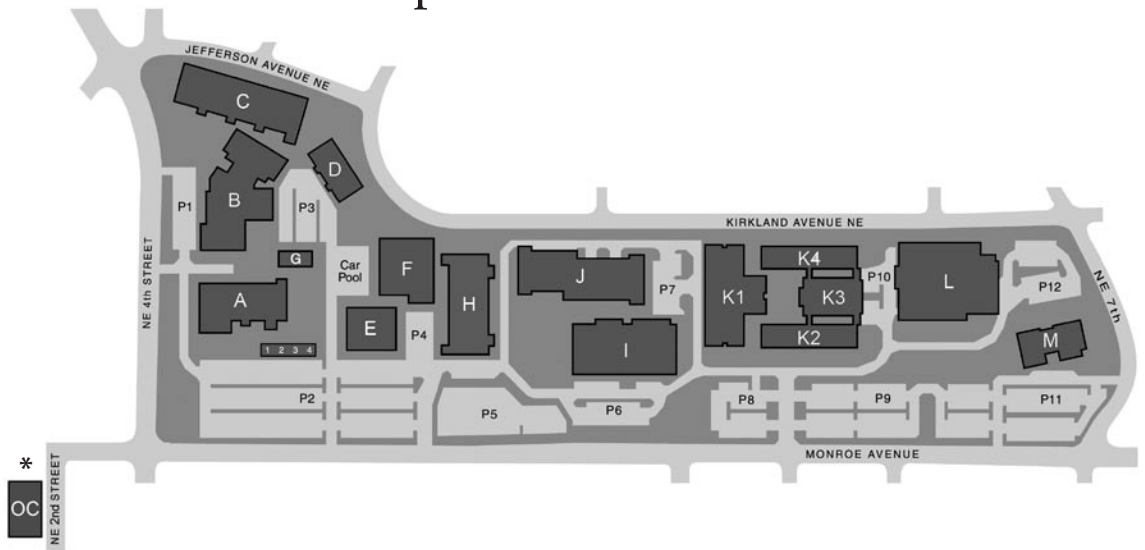 JEFFERSON AVENUE NE
C
D
B
P1
P3
KIRKLAND AVENUE NE
G
Car
Pool
F
H
J
P7
K1
K4
K3
K2
P10
L
P12
NE 7th
NE 4th STREET
A
E
P4
I
M
1 2 3 4
P2
P5
P6
P8
P9
P11
MONROE AVENUE
*
OC
NE 2nd STREET